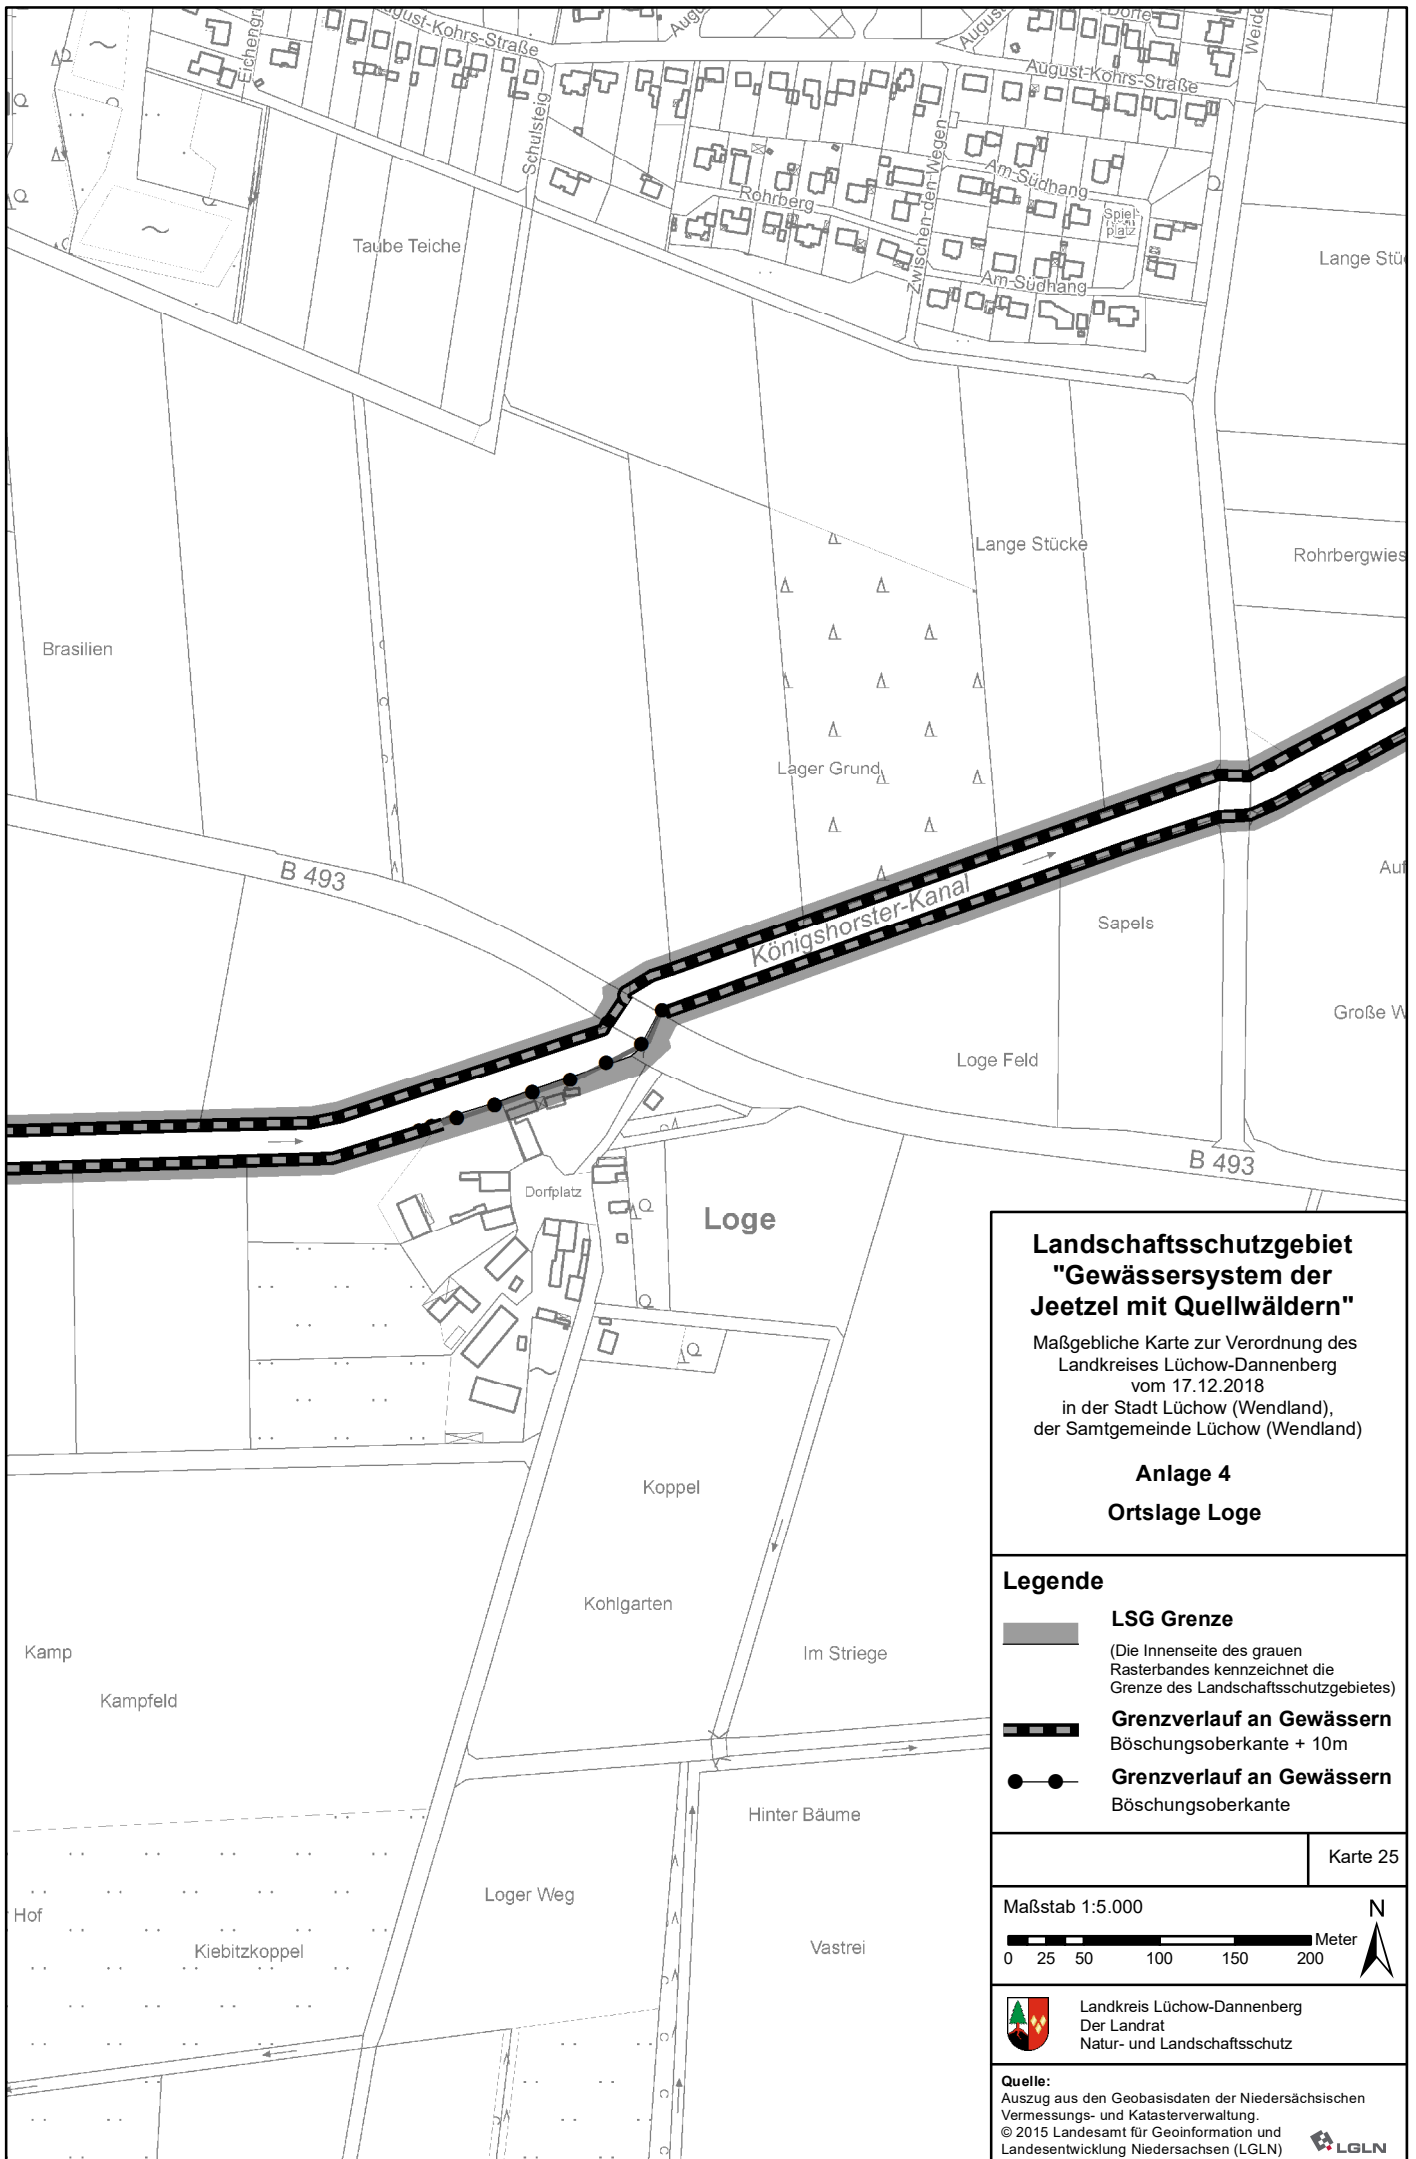 August-Kohrs-Straße
Weide
Eichengr
August-Kohrs-Straße
Schulsteig
Zwischen-den-Wegen
Am-Südhang
Rohrberg
Spiel
platz
Taube Teiche
Lange Stü
Am-Südhang
Lange Stücke
Rohrbergwies
Brasilien
Lager Grund
B 493
Auf
Königshorster-Kanal
Sapels
Große W
Loge Feld
B 493
Dorfplatz
Loge
Koppel
Kohlgarten
Kamp
Im Striege
Kampfeld
Hinter Bäume
Loger Weg
Hof
Kiebitzkoppel
Vastrei
Landschaftsschutzgebiet
"Gewässersystem der
Jeetzel mit Quellwäldern"
Maßgebliche Karte zur Verordnung des
Landkreises Lüchow-Dannenberg
vom 17.12.2018
in der Stadt Lüchow (Wendland),
der Samtgemeinde Lüchow (Wendland)
Anlage 4
Ortslage Loge
Legende
LSG Grenze
(Die Innenseite des grauen
Rasterbandes kennzeichnet die
Grenze des Landschaftsschutzgebietes)
Grenzverlauf an Gewässern
Böschungsoberkante + 10m
Grenzverlauf an Gewässern
Böschungsoberkante
Karte 25
Maßstab 1:5.000
N
Meter
0 25 50 100 150 200
Landkreis Lüchow-Dannenberg
Der Landrat
Natur- und Landschaftsschutz
Quelle:
Auszug aus den Geobasisdaten der Niedersächsischen
Vermessungs- und Katasterverwaltung.
© 2015 Landesamt für Geoinformation und
Landesentwicklung Niedersachsen (LGLN)
LGLN